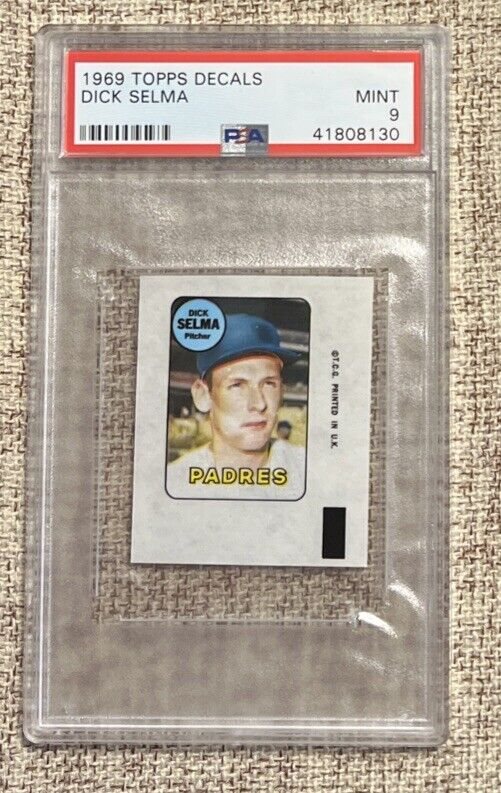 1969 TOPPS DECALS
DICK SELMA
MINT
9
PSA
41808130
DICK
SELMA
Pitcher
PADRES
©T.C.G. PRINTED IN U.K.